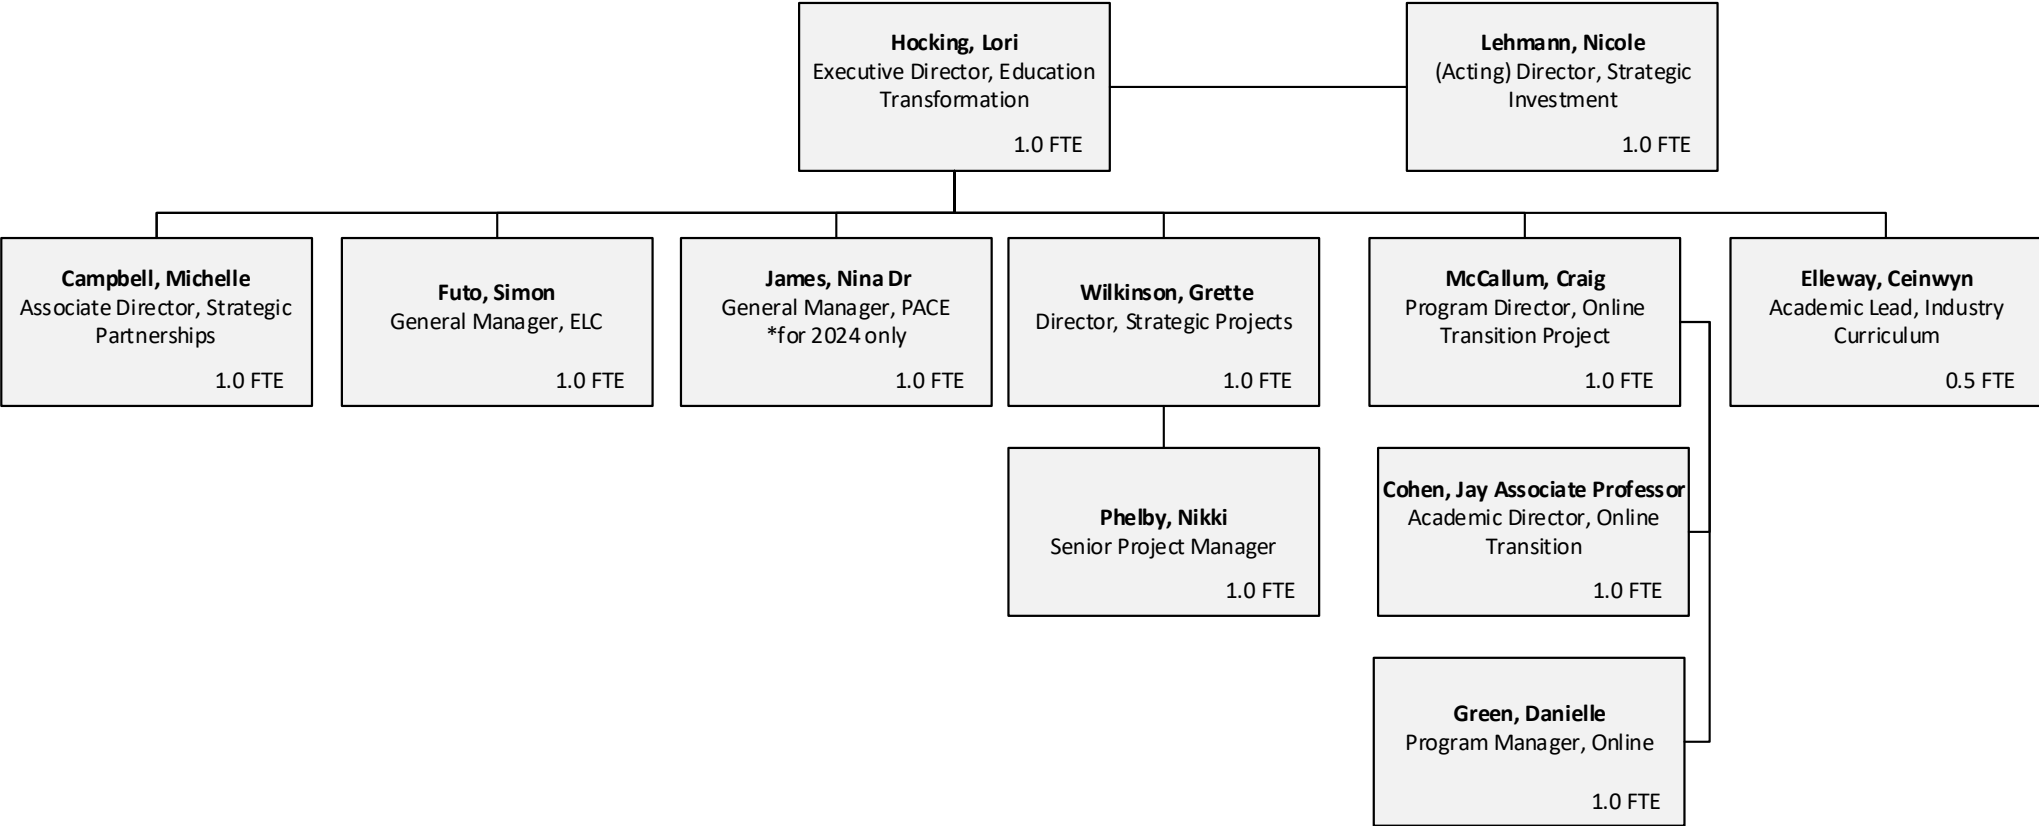 Hocking, Lori
Executive Director, Education
Transformation
1.0 FTE
Lehmann, Nicole
(Acting) Director, Strategic
Investment
1.0 FTE
Campbell, Michelle
Associate Director, Strategic
Partnerships
1.0 FTE
Futo, Simon
General Manager, ELC
1.0 FTE
James, Nina Dr
General Manager, PACE
*for 2024 only
1.0 FTE
Wilkinson, Grette
Director, Strategic Projects
1.0 FTE
McCallum, Craig
Program Director, Online
Transition Project
1.0 FTE
Elleway, Ceinwyn
Academic Lead, Industry
Curriculum
0.5 FTE
Phelby, Nikki
Senior Project Manager
1.0 FTE
Cohen, Jay Associate Professor
Academic Director, Online
Transition
1.0 FTE
Green, Danielle
Program Manager, Online
1.0 FTE